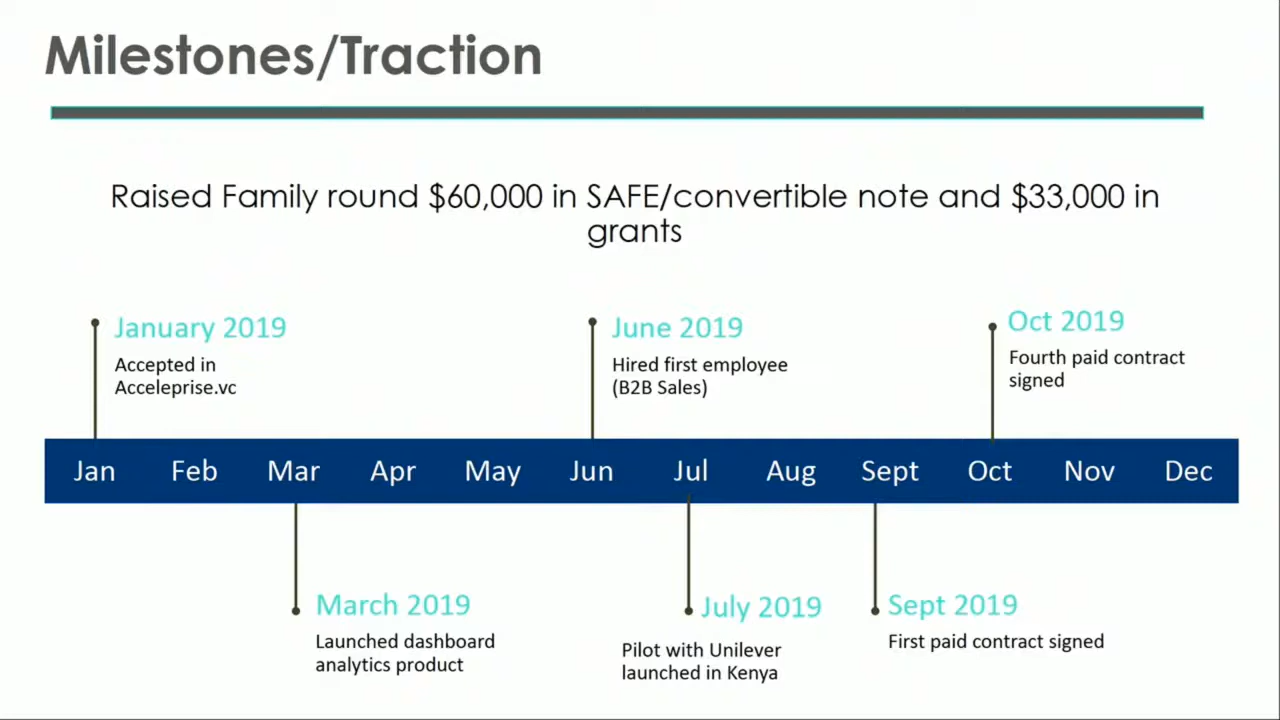 Milestones/Traction
Raised Family round $60,000 in SAFE/convertible note and $33,000 in
grants
January 2019
Accepted in
Acceleprise.vc
June 2019
Hired first employee
(B2B Sales)
Oct 2019
Fourth paid contract
signed
Jan Feb Mar Apr May Jun Jul Aug Sept Oct Nov Dec
March 2019
Launched dashboard
analytics product
July 2019
Pilot with Unilever
launched in Kenya
Sept 2019
First paid contract signed